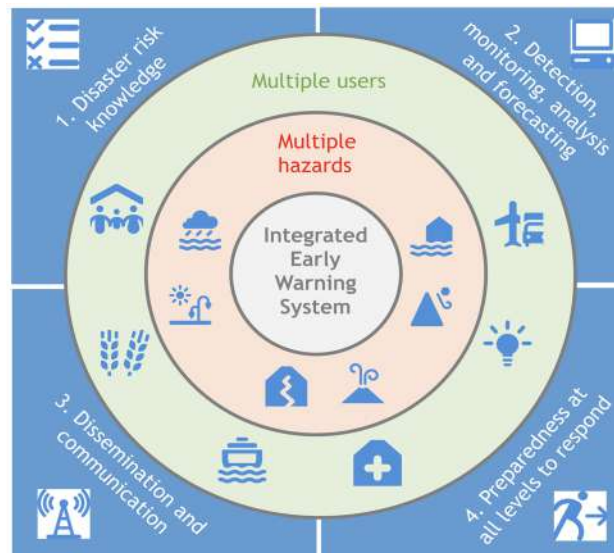 1. Disaster risk
knowledge
2. Detection,
monitoring, analysis
and forecasting
Multiple users
Multiple
hazards
Integrated
Early
Warning
System
3. Dissemination and
communication
4. Preparedness at
all levels to respond